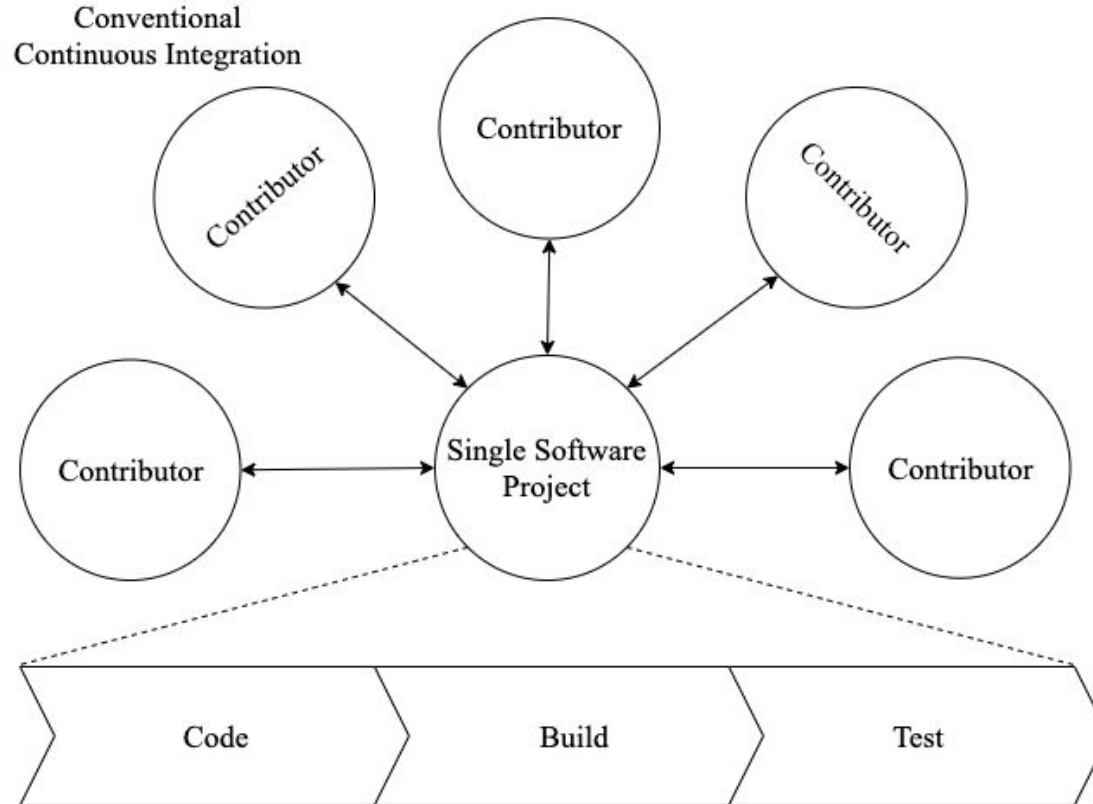 Conventional
Continuous Integration
Contributor
Contributor
Contributor
Contributor
Single Software
Project
Contributor
Code
Build
Test